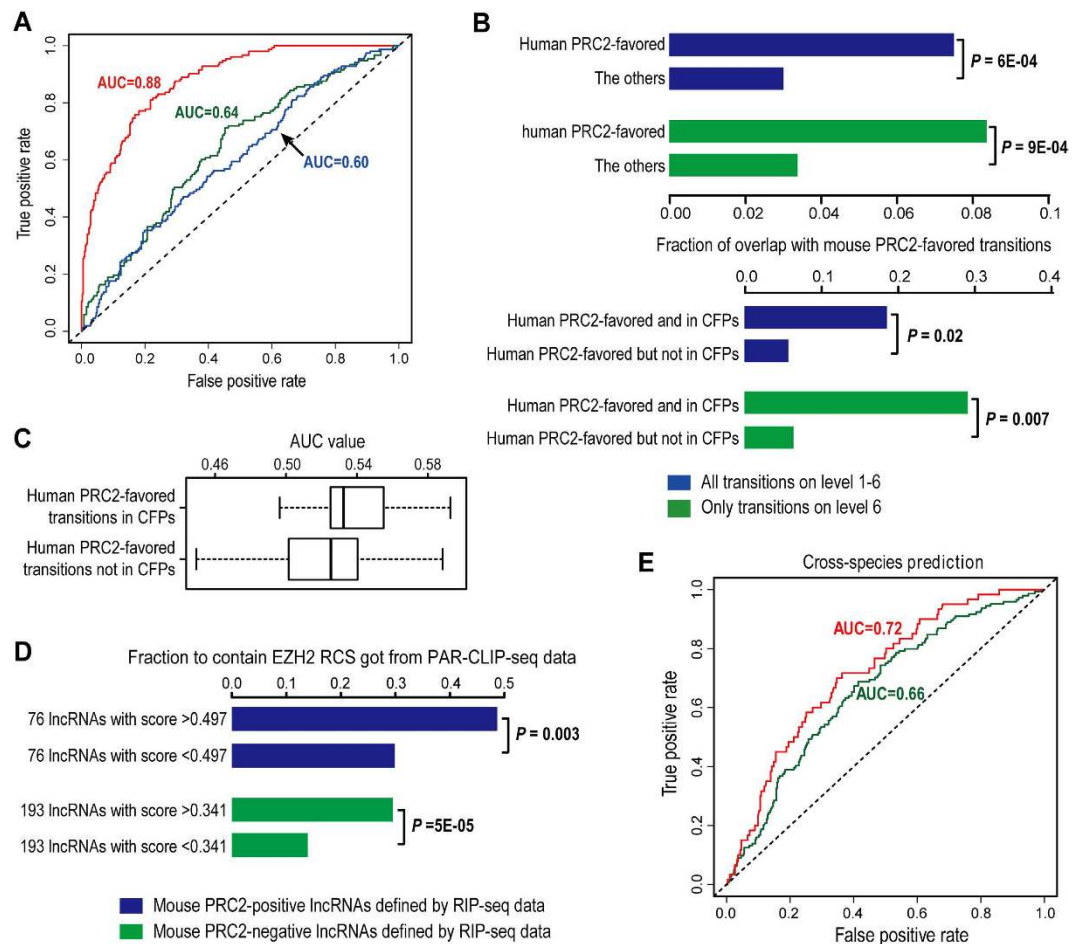 A
1.0
0.8
0.6
0.4
0.2
0.0
True positive rate
AUC=0.88
AUC=0.64
AUC=0.60
0.0 0.2 0.4 0.6 0.8 1.0
False positive rate
B
Human PRC2-favored
The others
P = 6E-04
human PRC2-favored
The others
P = 9E-04
0.00 0.02 0.04 0.06 0.08 0.1
Fraction of overlap with mouse PRC2-favored transitions
0.0 0.1 0.2 0.3 0.4
Human PRC2-favored and in CFPs
Human PRC2-favored but not in CFPs
P = 0.02
Human PRC2-favored and in CFPs
Human PRC2-favored but not in CFPs
P = 0.007
All transitions on level 1-6
Only transitions on level 6
C
AUC value
0.46 0.50 0.54 0.58
Human PRC2-favored
transitions in CFPs
Human PRC2-favored
transitions not in CFPs
D
Fraction to contain EZH2 RCS got from PAR-CLIP-seq data
0.0 0.1 0.2 0.3 0.4 0.5
76 lncRNAs with score >0.497
76 lncRNAs with score <0.497
P = 0.003
193 lncRNAs with score >0.341
193 lncRNAs with score <0.341
P =5E-05
Mouse PRC2-positive lncRNAs defined by RIP-seq data
Mouse PRC2-negative lncRNAs defined by RIP-seq data
E
Cross-species prediction
1.0
0.8
0.6
0.4
0.2
0.0
True positive rate
AUC=0.72
AUC=0.66
0.0 0.2 0.4 0.6 0.8 1.0
False positive rate